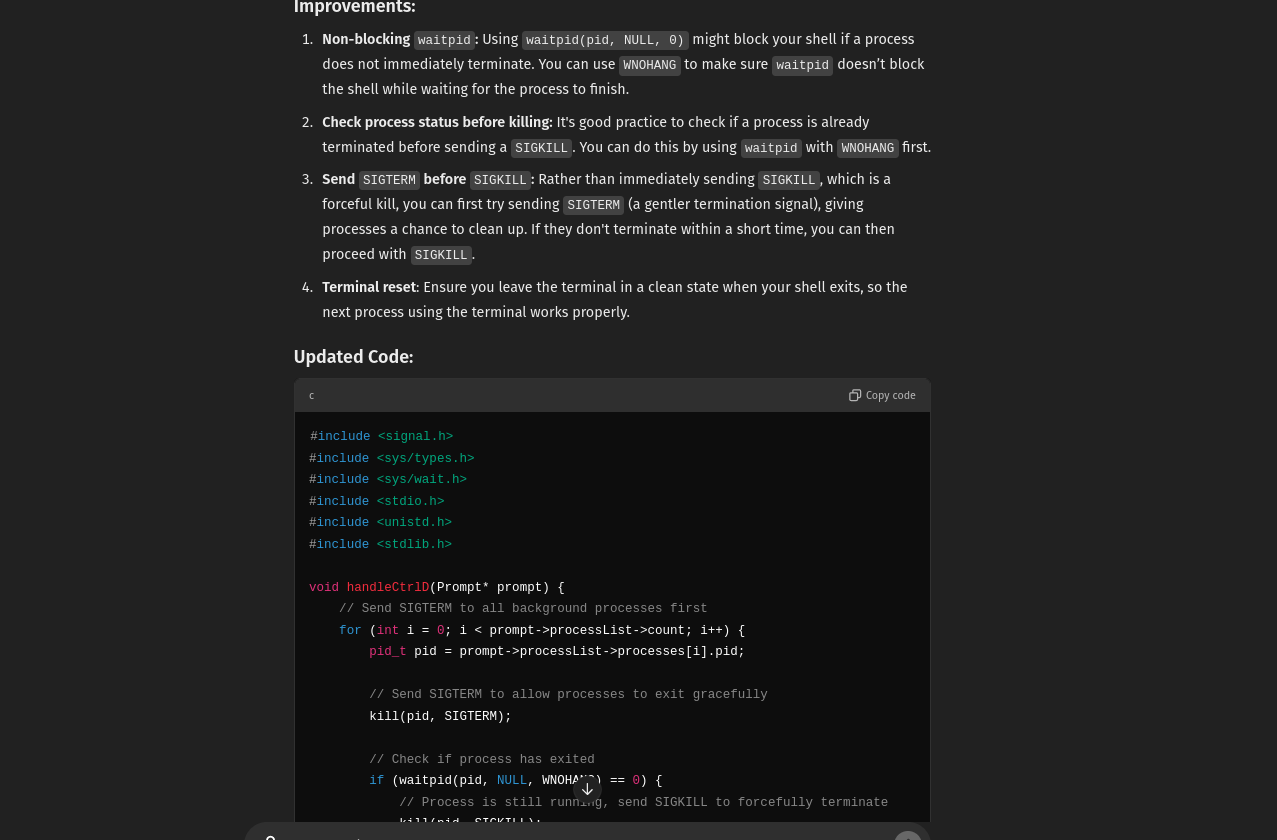 Improvements:
1. Non-blocking waitpid: Using waitpid(pid, NULL, 0) might block your shell if a process
does not immediately terminate. You can use WNOHANG to make sure waitpid doesn’t block
the shell while waiting for the process to finish.
2. Check process status before killing: It's good practice to check if a process is already
terminated before sending a SIGKILL. You can do this by using waitpid with WNOHANG first.
3. Send SIGTERM before SIGKILL: Rather than immediately sending SIGKILL, which is a
forceful kill, you can first try sending SIGTERM (a gentler termination signal), giving
processes a chance to clean up. If they don't terminate within a short time, you can then
proceed with SIGKILL.
4. Terminal reset: Ensure you leave the terminal in a clean state when your shell exits, so the
next process using the terminal works properly.
Updated Code:
c Copy code
#include <signal.h>
#include <sys/types.h>
#include <sys/wait.h>
#include <stdio.h>
#include <unistd.h>
#include <stdlib.h>
void handleCtrlD(Prompt* prompt) {
// Send SIGTERM to all background processes first
for (int i = 0; i < prompt->processList->count; i++) {
pid_t pid = prompt->processList->processes[i].pid;
// Send SIGTERM to allow processes to exit gracefully
kill(pid, SIGTERM);
// Check if process has exited
if (waitpid(pid, NULL, WNOHANG) == 0) {
// Process is still running, send SIGKILL to forcefully terminate
kill(pid, SIGKILL);